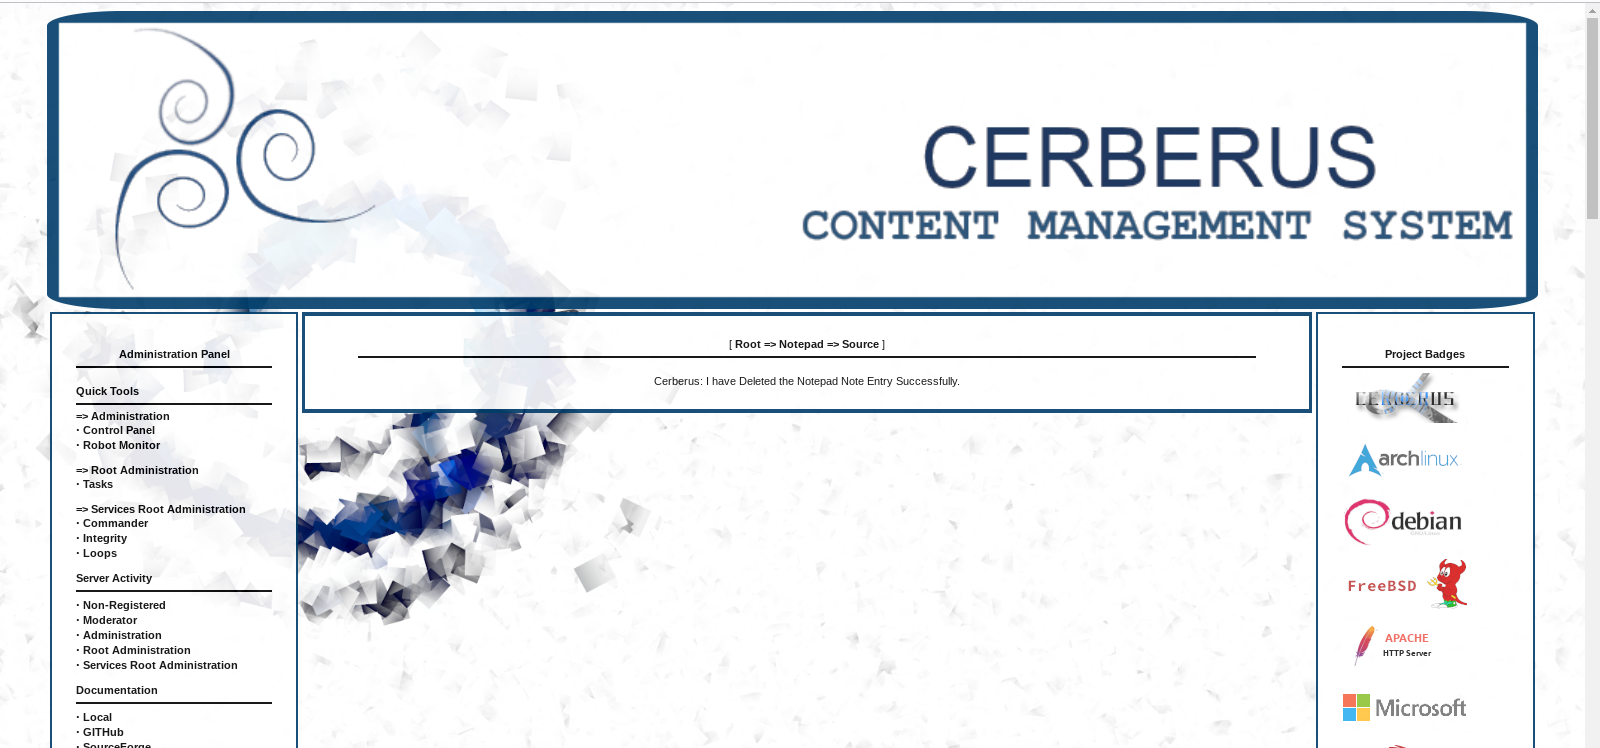 CERBERUS
CONTENT MANAGEMENT SYSTEM
Administration Panel
Quick Tools
=> Administration
· Control Panel
· Robot Monitor
=> Root Administration
· Tasks
=> Services Root Administration
· Commander
· Integrity
· Loops
Server Activity
· Non-Registered
· Moderator
· Administration
· Root Administration
· Services Root Administration
Documentation
· Local
· GITHub
· SourceForge
[ Root => Notepad => Source ]
Cerberus: I have Deleted the Notepad Note Entry Successfully.
Project Badges
CERBERUS
archlinux
debian
FreeBSD
APACHE
HTTP Server
Microsoft